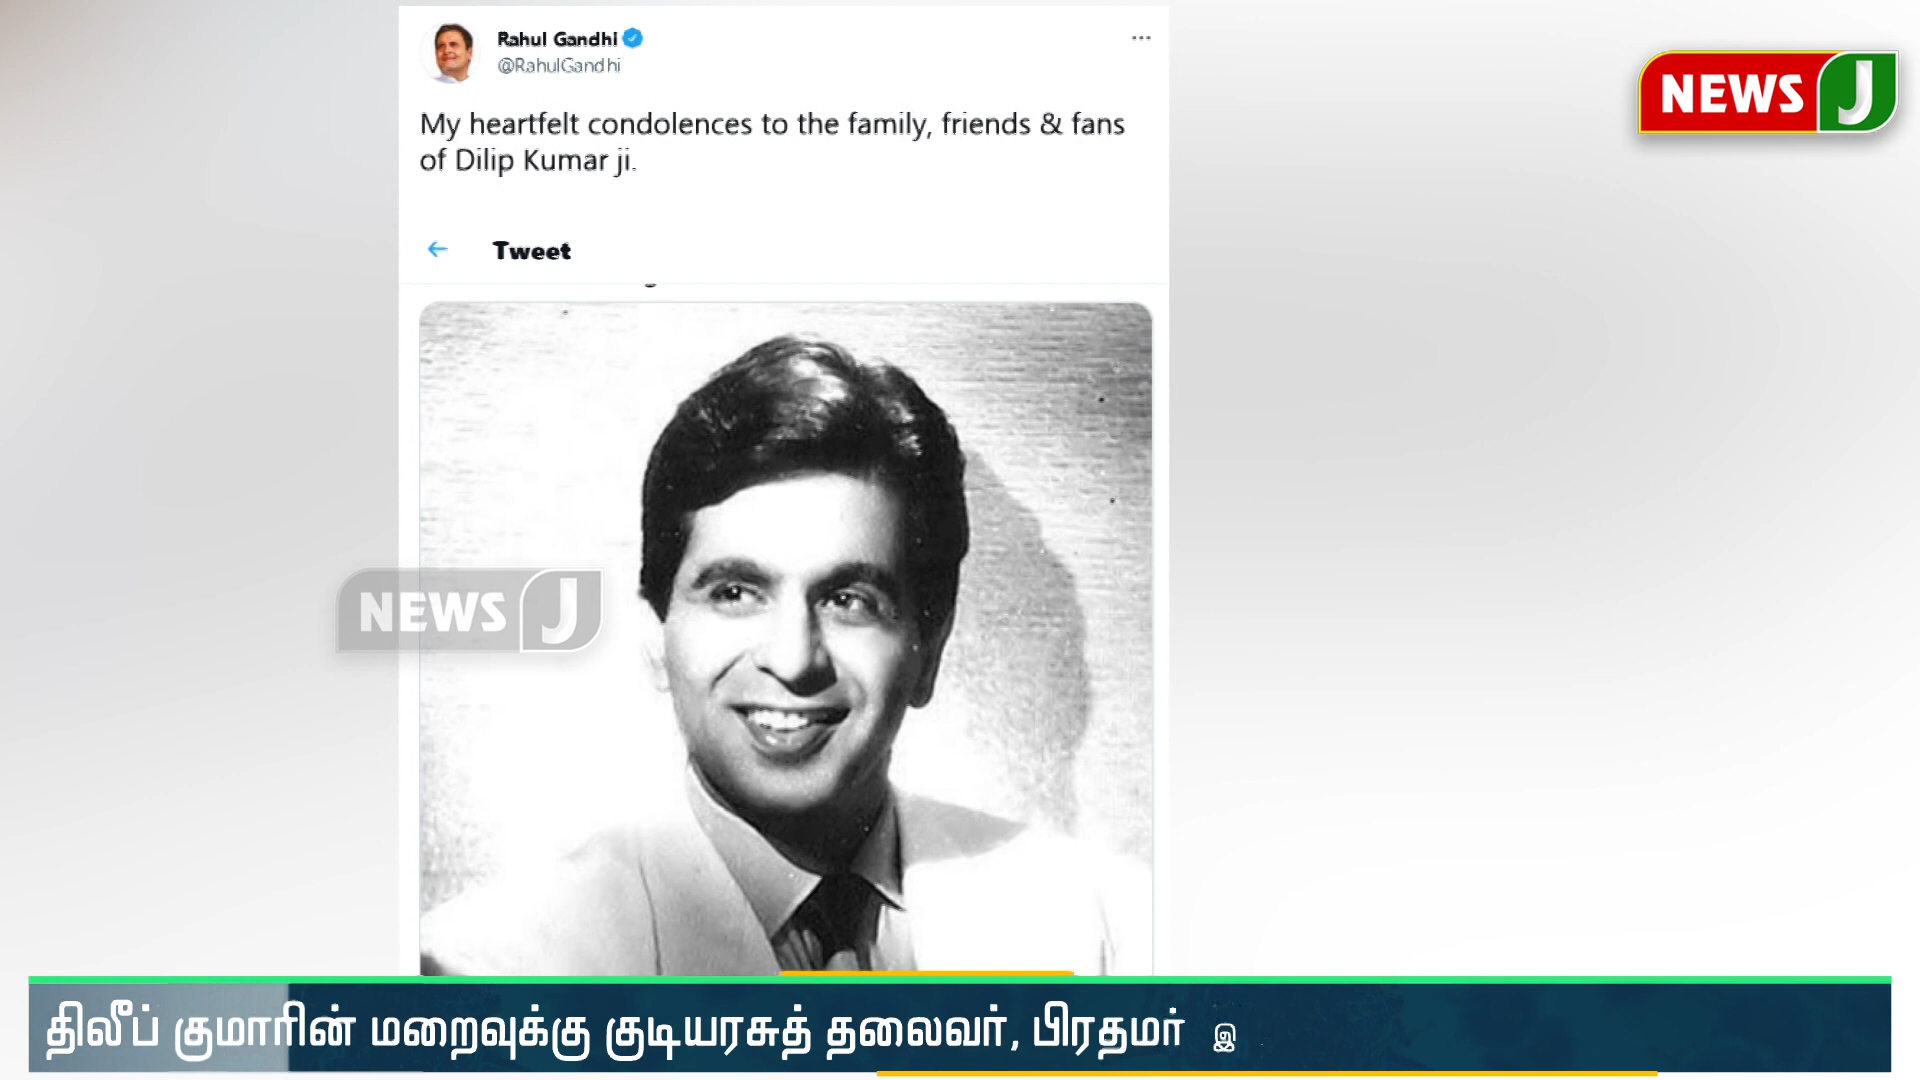 Rahul Gandhi
@RahulGandhi
My heartfelt condolences to the family, friends & fans
of Dilip Kumar ji.
Tweet
NEWS J
NEWS J
திலீப் குமாரின் மறைவுக்கு குடியரசுத் தலைவர், பிரதமர் இ